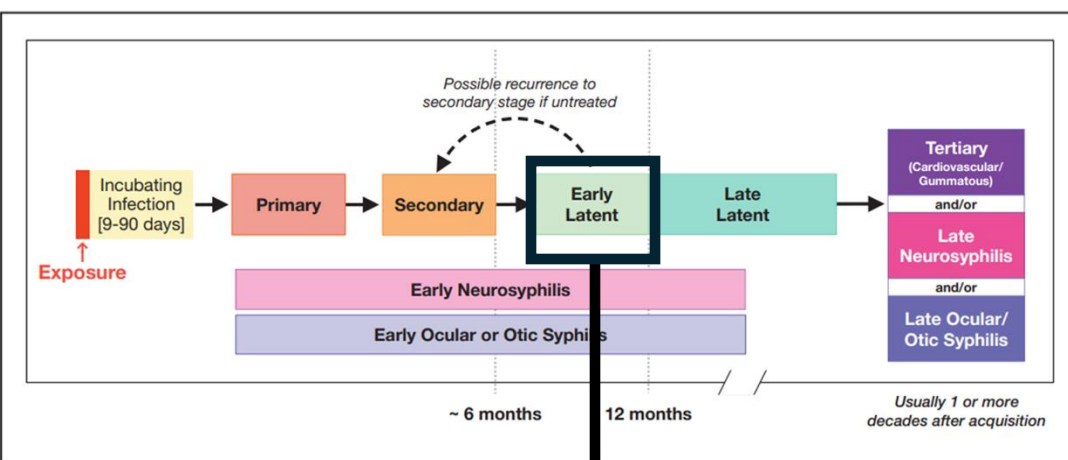 Possible recurrence to
secondary stage if untreated
Incubating
Infection
[9-90 days]
Exposure
Primary
Secondary
Early
Latent
Late
Latent
Tertiary
(Cardiovascular/
Gummatous)
and/or
Late
Neurosyphilis
and/or
Late Ocular/
Otic Syphilis
Early Neurosyphilis
Early Ocular or Otic Syphilis
~ 6 months
12 months
Usually 1 or more
decades after acquisition